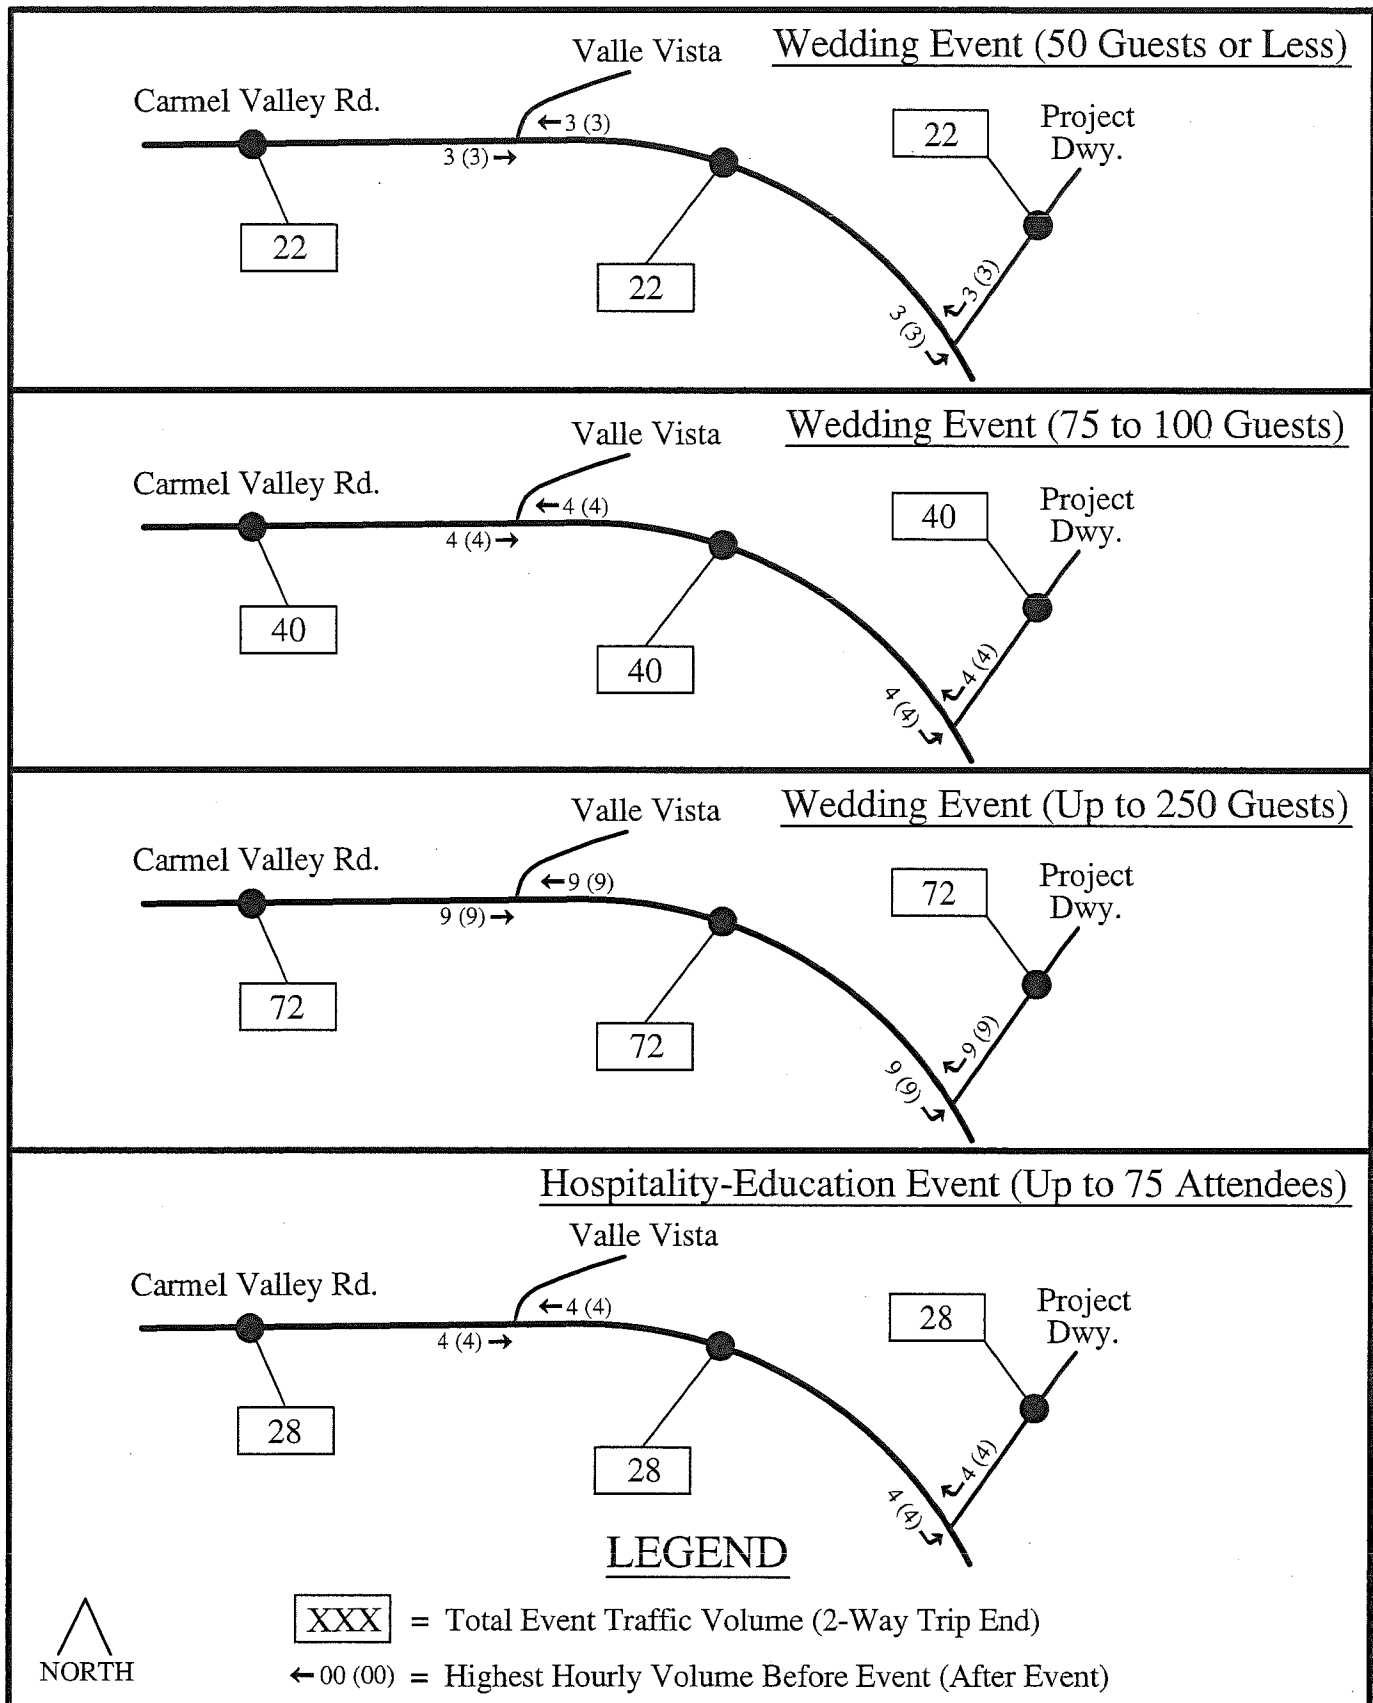 Wedding Event (50 Guests or Less)
Valle Vista
Carmel Valley Rd.
Project
Dwy.
←3 (3)
3 (3)→
22
22
22
3 (3)
3 (3)
Wedding Event (75 to 100 Guests)
Valle Vista
Carmel Valley Rd.
Project
Dwy.
←4 (4)
4 (4)→
40
40
40
4 (4)
4 (4)
Wedding Event (Up to 250 Guests)
Valle Vista
Carmel Valley Rd.
Project
Dwy.
←9 (9)
9 (9)→
72
72
72
9 (9)
9 (9)
Hospitality-Education Event (Up to 75 Attendees)
Valle Vista
Carmel Valley Rd.
Project
Dwy.
←4 (4)
4 (4)→
28
28
28
4 (4)
4 (4)
LEGEND
XXX = Total Event Traffic Volume (2-Way Trip End)
←00 (00) = Highest Hourly Volume Before Event (After Event)
NORTH